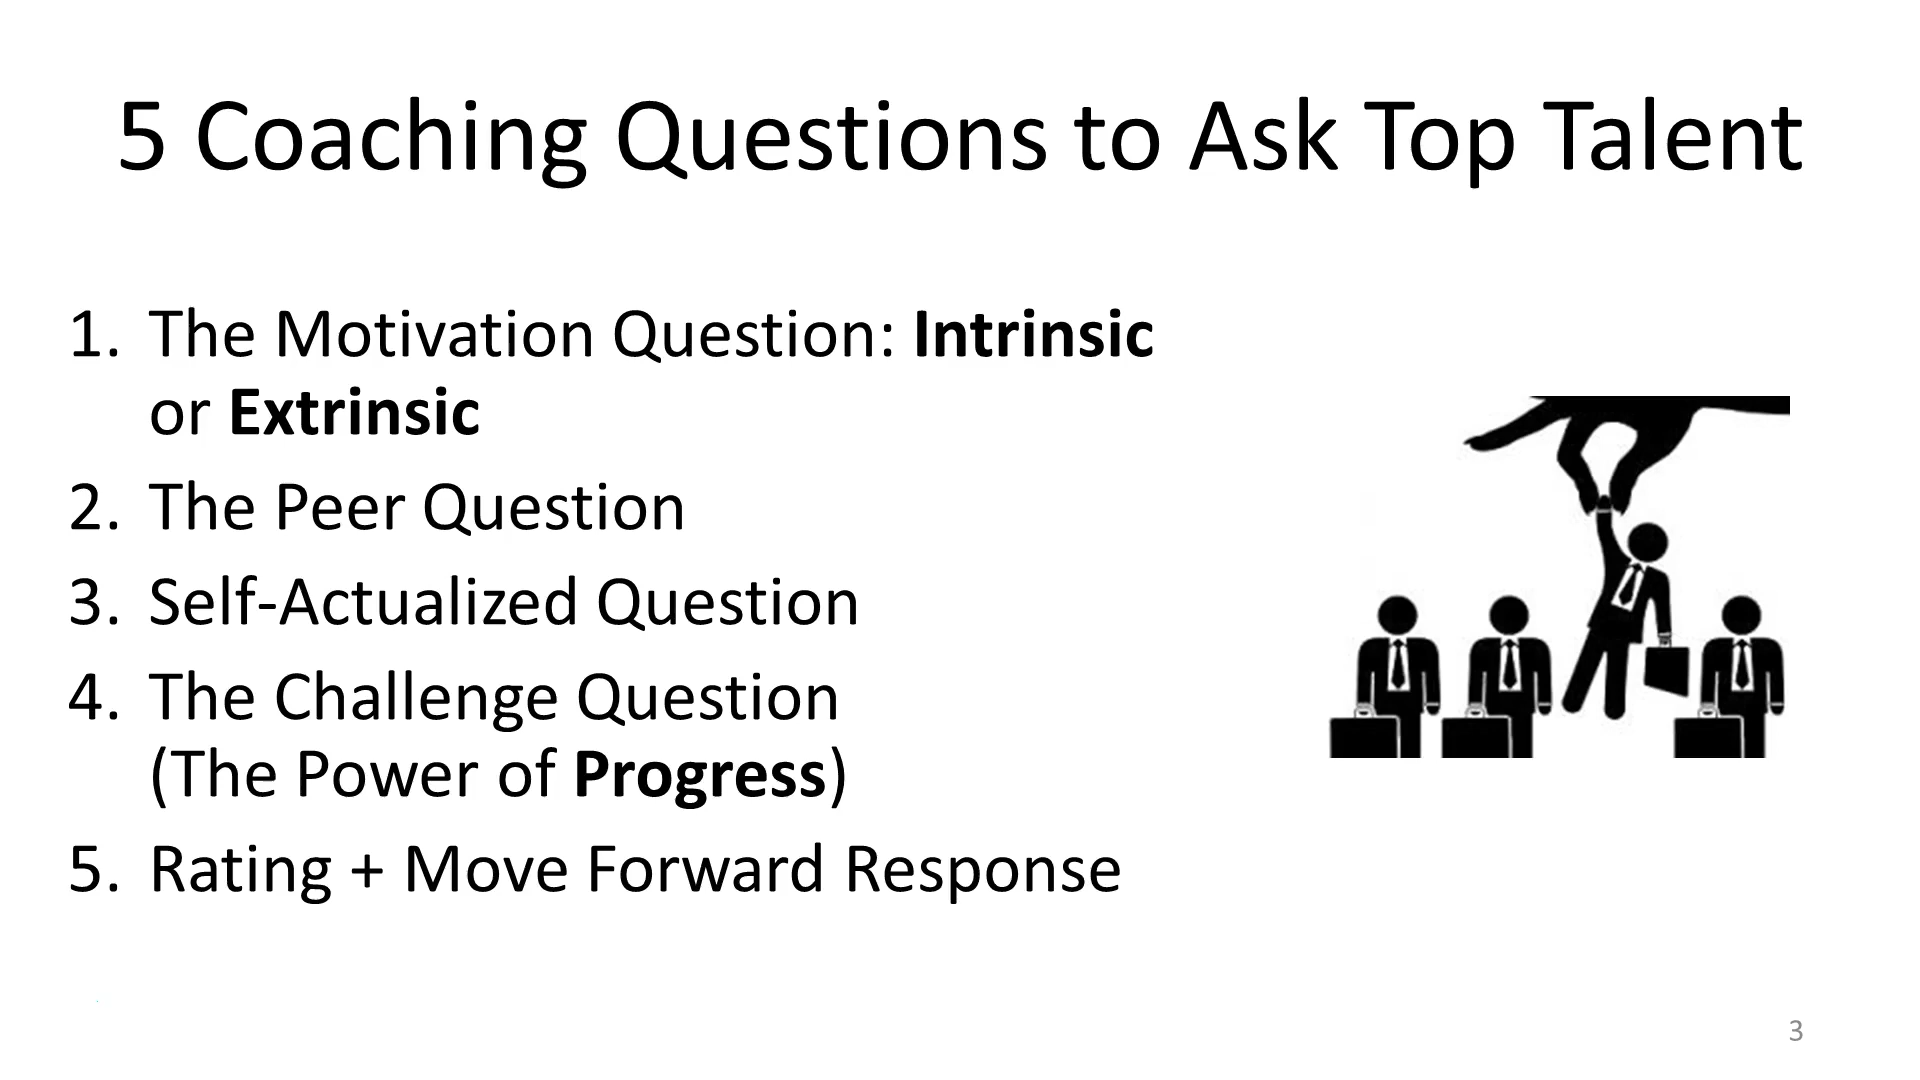 5 Coaching Questions to Ask Top Talent
1. The Motivation Question: Intrinsic
or Extrinsic
2. The Peer Question
3. Self-Actualized Question
4. The Challenge Question
(The Power of Progress)
5. Rating + Move Forward Response
3